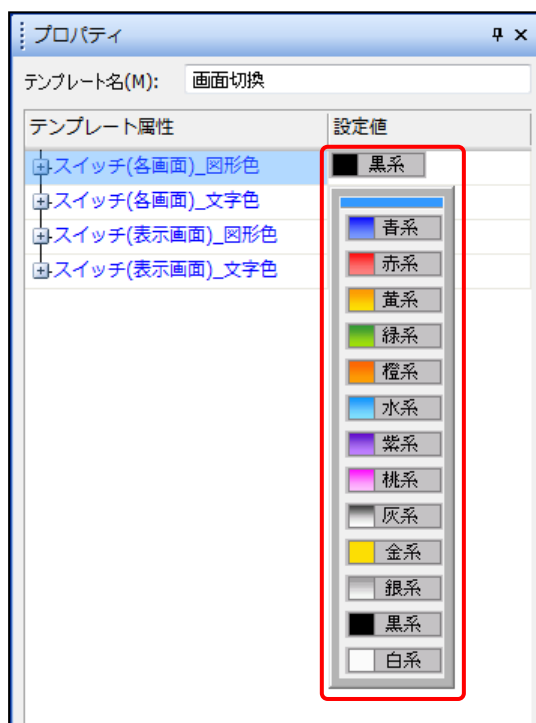 プロパティ
テンプレート名(M): 画面切換
テンプレート属性 設定値
スイッチ(各画面)_図形色 黒系
スイッチ(各画面)_文字色
スイッチ(表示画面)_図形色
スイッチ(表示画面)_文字色
青系
赤系
黄系
緑系
橙系
水系
紫系
桃系
灰系
金系
銀系
黒系
白系